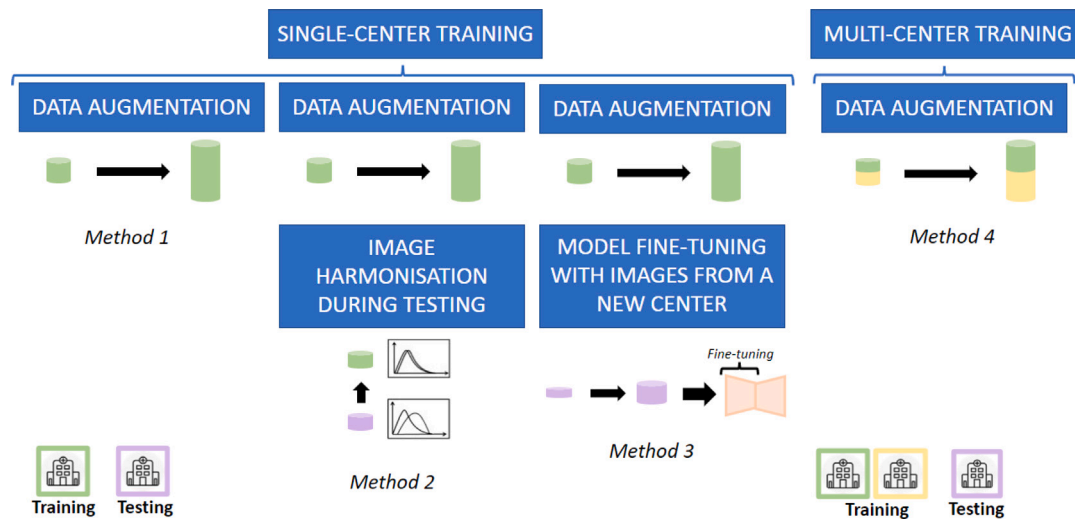 SINGLE-CENTER TRAINING
MULTI-CENTER TRAINING
DATA AUGMENTATION
DATA AUGMENTATION
DATA AUGMENTATION
DATA AUGMENTATION
Method 1
Method 4
IMAGE
HARMONISATION
DURING TESTING
MODEL FINE-TUNING
WITH IMAGES FROM A
NEW CENTER
Fine-tuning
Method 3
Method 2
Training
Testing
Training
Testing